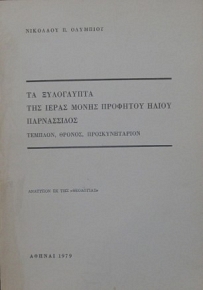 ΝΙΚΟΛΑΟΥ Ε. ΟΛΥΜΠΙΟΥ
ΤΑ ΞΥΛΟΓΛΥΠΤΑ
ΤΗΣ ΙΕΡΑΣ ΜΟΝΗΣ ΠΡΟΦΗΤΟΥ ΗΛΙΟΥ
ΠΑΡΝΑΣΣΙΔΟΣ
ΤΕΜΠΛΟΝ, ΘΡΟΝΟΣ, ΠΡΟΣΚΥΝΗΤΑΡΙΟΝ
ΑΘΗΝΑΙ 1979